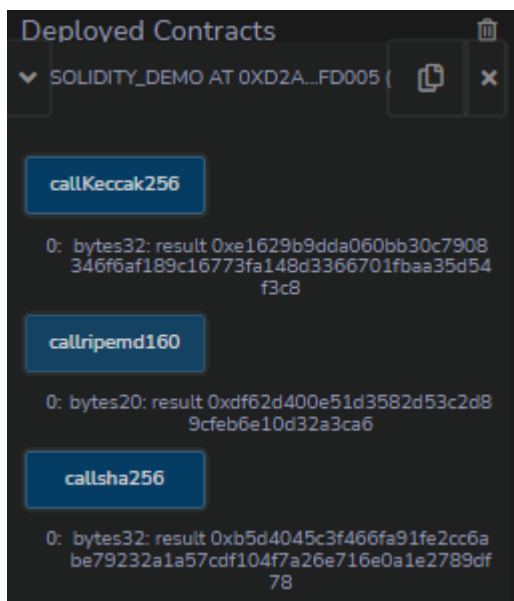 Deployed Contracts
SOLIDITY_DEMO AT 0XD2A...FD005 (
callKeccak256
0: bytes32: result 0xe1629b9dda060bb30c7908
346f6af189c16773fa148d3366701fbaa35d54
f3c8
callripemd160
0: bytes20: result 0xdf62d400e51d3582d53c2d8
9cfeb6e10d32a3ca6
callsha256
0: bytes32: result 0xb5d4045c3f466fa91fe2cc6a
be79232a1a57cdf104f7a26e716e0a1e2789df
78